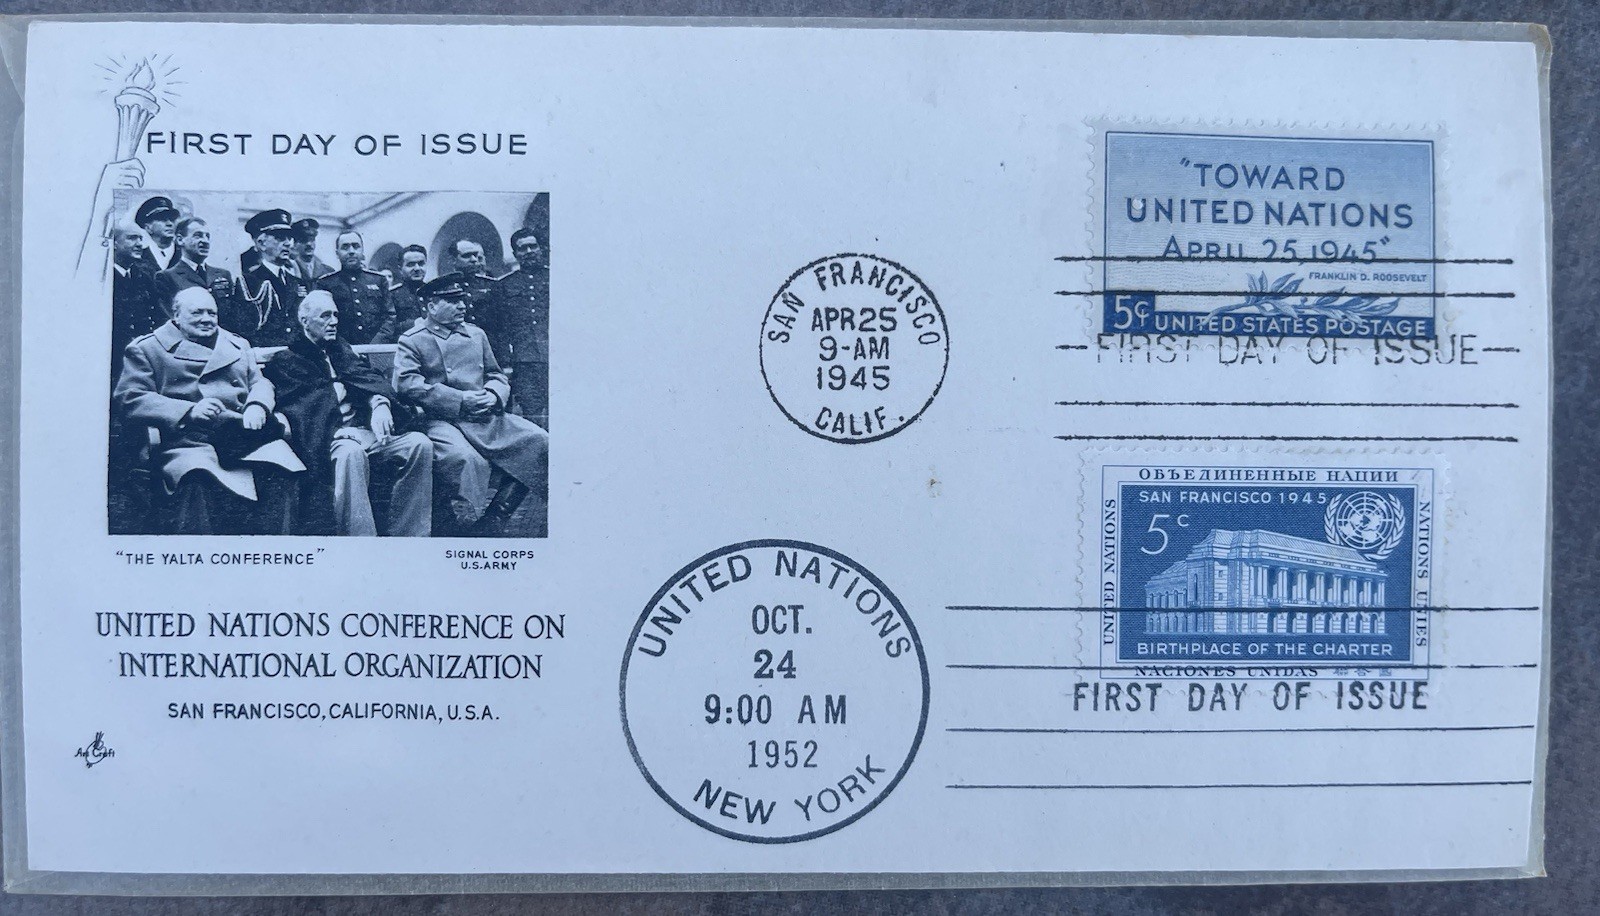 FIRST DAY OF ISSUE
"THE YALTA CONFERENCE"
SIGNAL CORPS
U.S.ARMY
UNITED NATIONS CONFERENCE ON
INTERNATIONAL ORGANIZATION
SAN FRANCISCO, CALIFORNIA, U.S.A.
Art Craft
SAN FRANCISCO
APR 25
9-AM
1945
CALIF.
UNITED NATIONS
OCT.
24
9:00 AM
1952
NEW YORK
"TOWARD
UNITED NATIONS
APRIL 25, 1945"
FRANKLIN D. ROOSEVELT
5¢ UNITED STATES POSTAGE
FIRST DAY OF ISSUE
ОБЪЕДИНЕННЫЕ НАЦИИ
UNITED NATIONS
SAN FRANCISCO 1945
5c
BIRTHPLACE OF THE CHARTER
NATIONS UNIES
NACIONES UNIDAS
FIRST DAY OF ISSUE